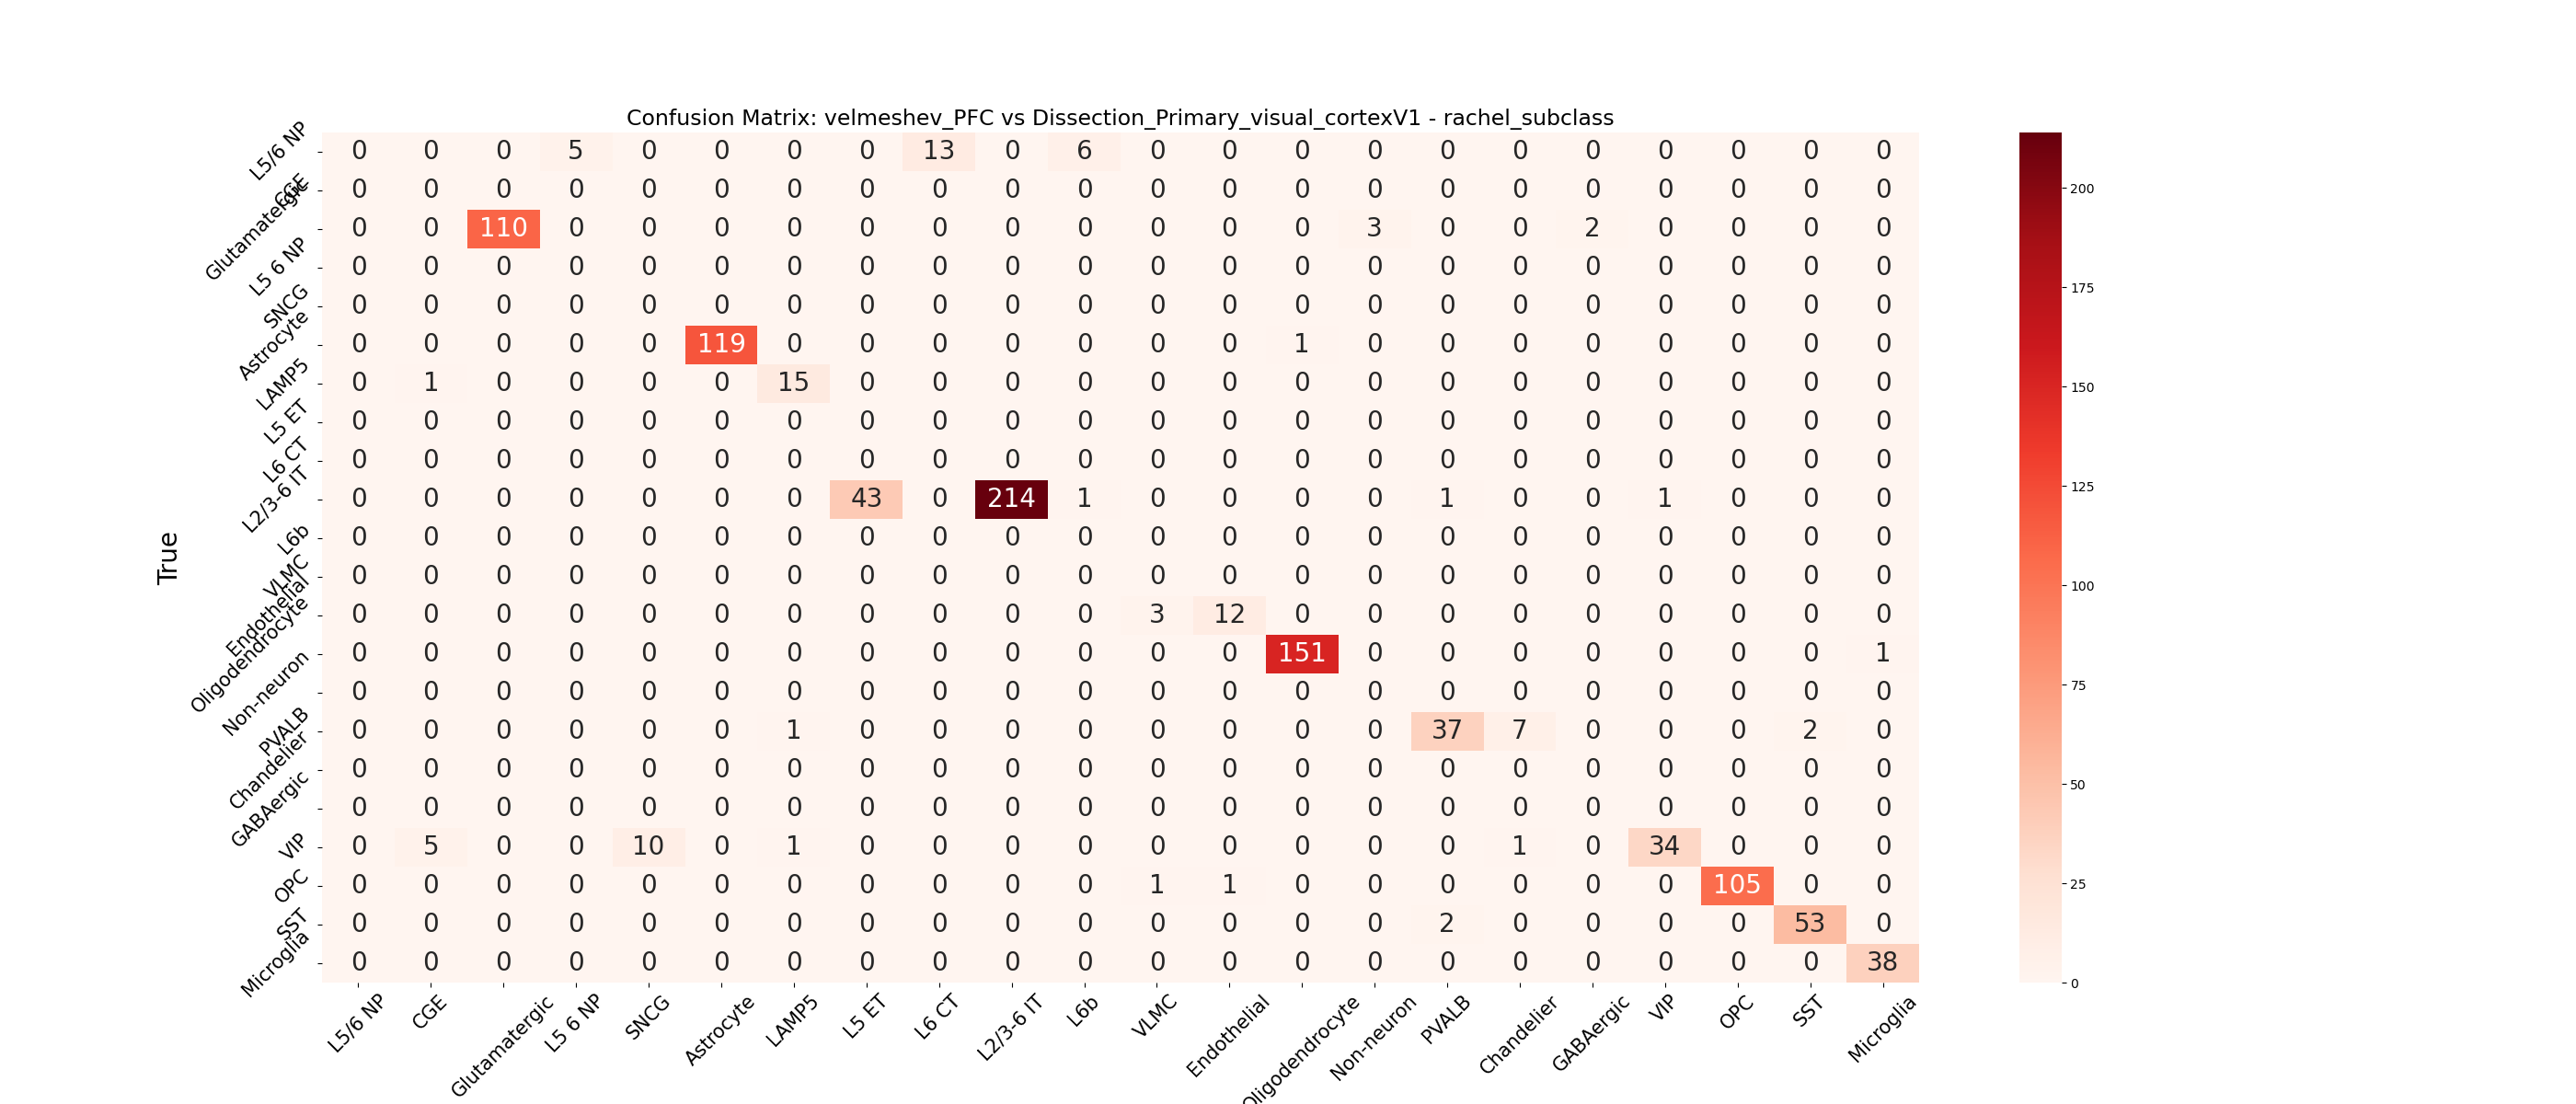 Confusion Matrix: velmeshev_PFC vs Dissection_Primary_visual_cortexV1 - rachel_subclass
True
L5/6 NP 0 0 0 5 0 0 0 0 13 0 6 0 0 0 0 0 0 0 0 0 0 0
CGE 0 0 0 0 0 0 0 0 0 0 0 0 0 0 0 0 0 0 0 0 0 0
Glutamatergic 0 0 110 0 0 0 0 0 0 0 0 0 0 0 3 0 0 2 0 0 0 0
L5 6 NP 0 0 0 0 0 0 0 0 0 0 0 0 0 0 0 0 0 0 0 0 0 0
SNCG 0 0 0 0 0 0 0 0 0 0 0 0 0 0 0 0 0 0 0 0 0 0
Astrocyte 0 0 0 0 0 119 0 0 0 0 0 0 0 1 0 0 0 0 0 0 0 0
LAMP5 0 1 0 0 0 0 15 0 0 0 0 0 0 0 0 0 0 0 0 0 0 0
L5 ET 0 0 0 0 0 0 0 0 0 0 0 0 0 0 0 0 0 0 0 0 0 0
L6 CT 0 0 0 0 0 0 0 0 0 0 0 0 0 0 0 0 0 0 0 0 0 0
L2/3-6 IT 0 0 0 0 0 0 0 43 0 214 1 0 0 0 0 1 0 0 1 0 0 0
L6b 0 0 0 0 0 0 0 0 0 0 0 0 0 0 0 0 0 0 0 0 0 0
VLMC 0 0 0 0 0 0 0 0 0 0 0 0 0 0 0 0 0 0 0 0 0 0
Endothelial 0 0 0 0 0 0 0 0 0 0 0 3 12 0 0 0 0 0 0 0 0 0
Oligodendrocyte 0 0 0 0 0 0 0 0 0 0 0 0 0 151 0 0 0 0 0 0 0 1
Non-neuron 0 0 0 0 0 0 0 0 0 0 0 0 0 0 0 0 0 0 0 0 0 0
PVALB 0 0 0 0 0 0 1 0 0 0 0 0 0 0 0 37 7 0 0 0 2 0
Chandelier 0 0 0 0 0 0 0 0 0 0 0 0 0 0 0 0 0 0 0 0 0 0
GABAergic 0 0 0 0 0 0 0 0 0 0 0 0 0 0 0 0 0 0 0 0 0 0
VIP 0 5 0 0 10 0 1 0 0 0 0 0 0 0 0 0 1 0 34 0 0 0
OPC 0 0 0 0 0 0 0 0 0 0 0 1 1 0 0 0 0 0 0 105 0 0
SST 0 0 0 0 0 0 0 0 0 0 0 0 0 0 0 2 0 0 0 0 53 0
Microglia 0 0 0 0 0 0 0 0 0 0 0 0 0 0 0 0 0 0 0 0 0 38
L5/6 NP CGE Glutamatergic L5 6 NP SNCG Astrocyte LAMP5 L5 ET L6 CT L2/3-6 IT L6b VLMC Endothelial Oligodendrocyte Non-neuron PVALB Chandelier GABAergic VIP OPC SST Microglia
200
175
150
125
100
75
50
25
0